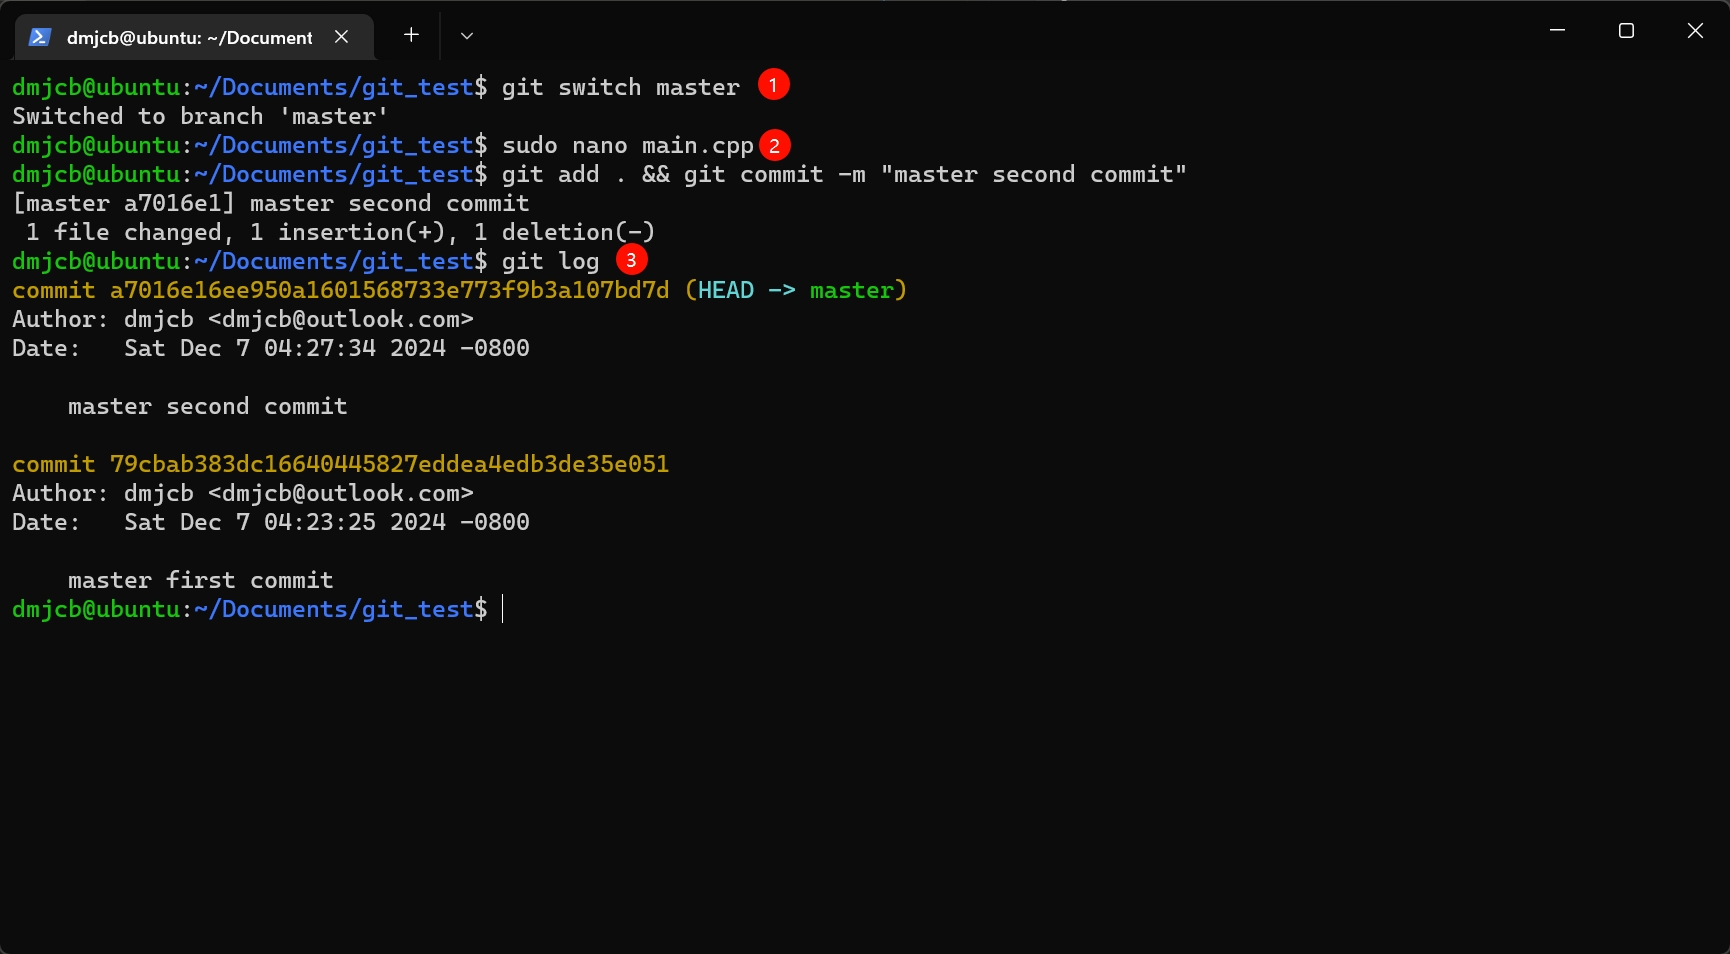 dmjcb@ubuntu: ~/Document
dmjcb@ubuntu:~/Documents/git_test$ git switch master 1
Switched to branch 'master'
dmjcb@ubuntu:~/Documents/git_test$ sudo nano main.cpp 2
dmjcb@ubuntu:~/Documents/git_test$ git add . && git commit -m "master second commit"
[master a7016e1] master second commit
 1 file changed, 1 insertion(+), 1 deletion(-)
dmjcb@ubuntu:~/Documents/git_test$ git log 3
commit a7016e16ee950a1601568733e773f9b3a107bd7d (HEAD -> master)
Author: dmjcb <dmjcb@outlook.com>
Date:   Sat Dec 7 04:27:34 2024 -0800
    master second commit
commit 79cbab383dc16640445827eddea4edb3de35e051
Author: dmjcb <dmjcb@outlook.com>
Date:   Sat Dec 7 04:23:25 2024 -0800
    master first commit
dmjcb@ubuntu:~/Documents/git_test$